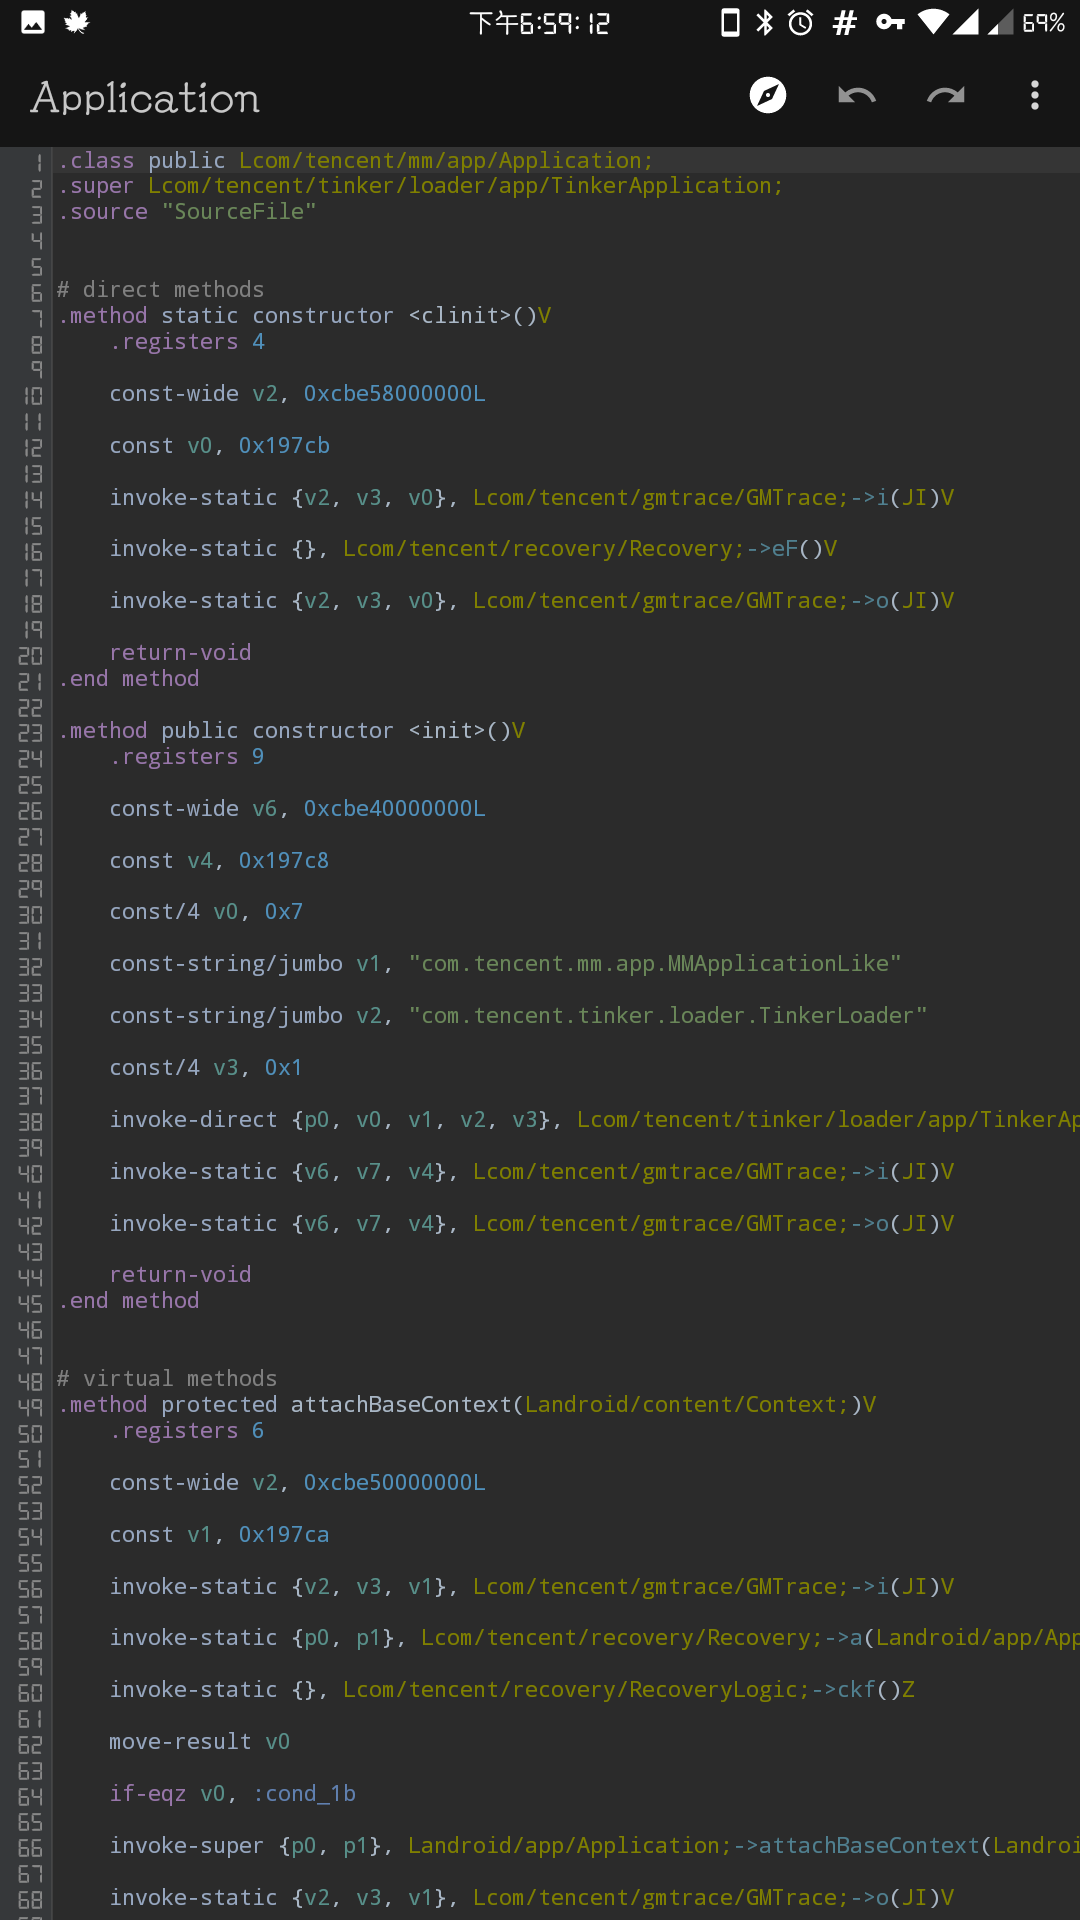 下午6:59:12 69%
Application
1 .class public Lcom/tencent/mm/app/Application;
2 .super Lcom/tencent/tinker/loader/app/TinkerApplication;
3 .source "SourceFile"
4
5
6 # direct methods
7 .method static constructor <clinit>()V
8 .registers 4
9
10 const-wide v2, 0xcbe58000000L
11
12 const v0, 0x197cb
13
14 invoke-static {v2, v3, v0}, Lcom/tencent/gmtrace/GMTrace;->i(JI)V
15
16 invoke-static {}, Lcom/tencent/recovery/Recovery;->eF()V
17
18 invoke-static {v2, v3, v0}, Lcom/tencent/gmtrace/GMTrace;->o(JI)V
19
20 return-void
21 .end method
22
23 .method public constructor <init>()V
24 .registers 9
25
26 const-wide v6, 0xcbe40000000L
27
28 const v4, 0x197c8
29
30 const/4 v0, 0x7
31
32 const-string/jumbo v1, "com.tencent.mm.app.MMApplicationLike"
33
34 const-string/jumbo v2, "com.tencent.tinker.loader.TinkerLoader"
35
36 const/4 v3, 0x1
37
38 invoke-direct {p0, v0, v1, v2, v3}, Lcom/tencent/tinker/loader/app/TinkerAp
39
40 invoke-static {v6, v7, v4}, Lcom/tencent/gmtrace/GMTrace;->i(JI)V
41
42 invoke-static {v6, v7, v4}, Lcom/tencent/gmtrace/GMTrace;->o(JI)V
43
44 return-void
45 .end method
46
47
48 # virtual methods
49 .method protected attachBaseContext(Landroid/content/Context;)V
50 .registers 6
51
52 const-wide v2, 0xcbe50000000L
53
54 const v1, 0x197ca
55
56 invoke-static {v2, v3, v1}, Lcom/tencent/gmtrace/GMTrace;->i(JI)V
57
58 invoke-static {p0, p1}, Lcom/tencent/recovery/Recovery;->a(Landroid/app/App
59
60 invoke-static {}, Lcom/tencent/recovery/RecoveryLogic;->ckf()Z
61
62 move-result v0
63
64 if-eqz v0, :cond_1b
65
66 invoke-super {p0, p1}, Landroid/app/Application;->attachBaseContext(Landroi
67
68 invoke-static {v2, v3, v1}, Lcom/tencent/gmtrace/GMTrace;->o(JI)V